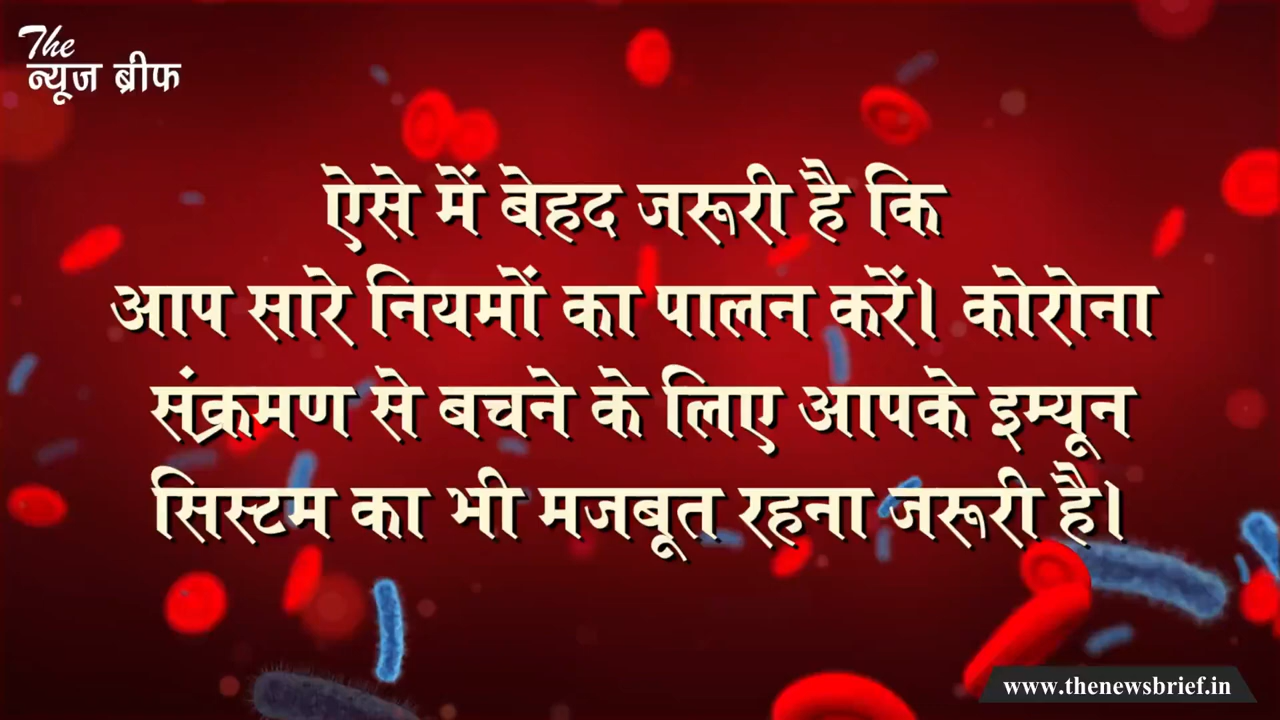 The
न्यूज ब्रीफ
ऐसे में बेहद जरूरी है कि
आप सारे नियमों का पालन करें। कोरोना
संक्रमण से बचने के लिए आपके इम्यून
सिस्टम का भी मजबूत रहना जरूरी है।
www.thenewsbrief.in